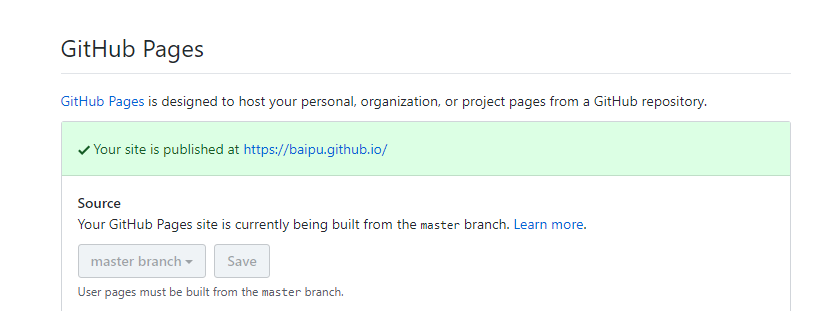 GitHub Pages
GitHub Pages is designed to host your personal, organization, or project pages from a GitHub repository.
Your site is published at https://baipu.github.io/
Source
Your GitHub Pages site is currently being built from the master branch. Learn more.
master branch Save
User pages must be built from the master branch.